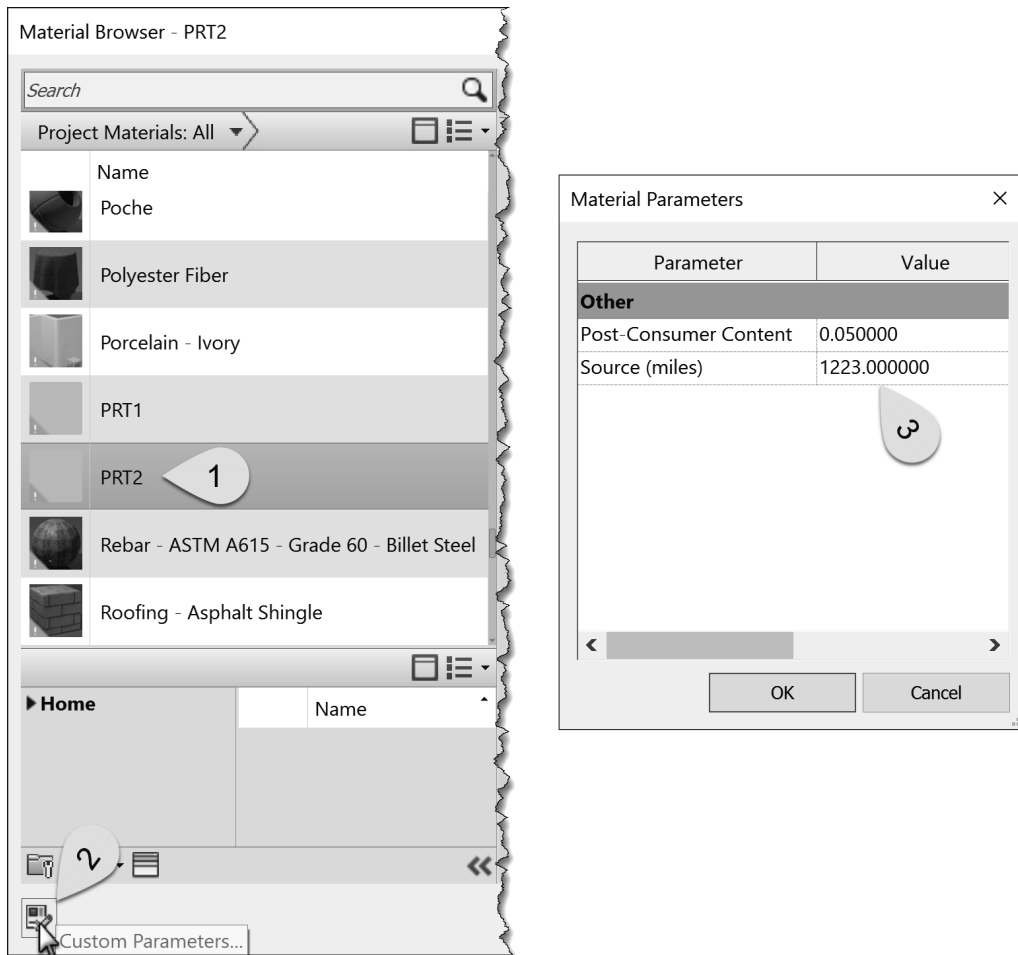 Material Browser - PRT2
Search
Project Materials: All
Name
Poche
Polyester Fiber
Porcelain - Ivory
PRT1
PRT2
1
Rebar - ASTM A615 - Grade 60 - Billet Steel
Roofing - Asphalt Shingle
Home
Name
2
Custom Parameters...
Material Parameters
Parameter Value
Other
Post-Consumer Content 0.050000
Source (miles) 1223.000000
3
OK Cancel